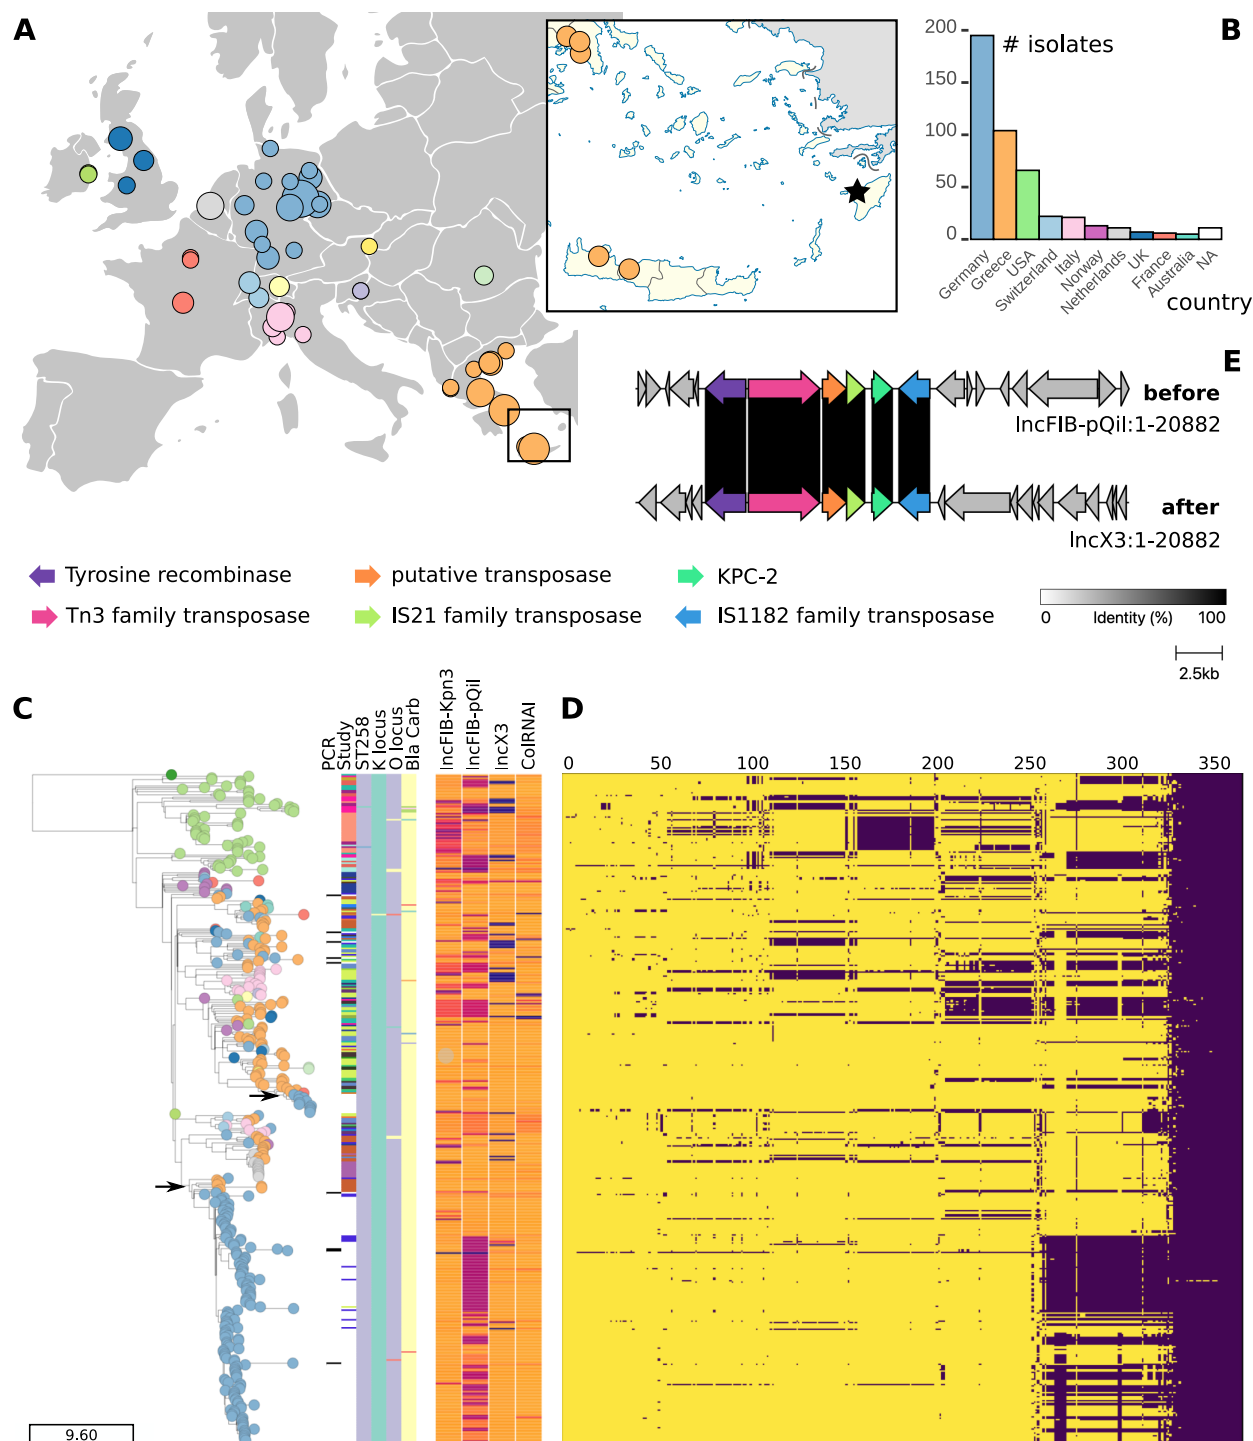 A
B
# isolates
200
150
100
50
0
Germany
Greece
USA
Switzerland
Italy
Norway
Netherlands
UK
France
Australia
NA
country
E
before
IncFIB-pQil:1-20882
after
IncX3:1-20882
Tyrosine recombinase
putative transposase
KPC-2
Tn3 family transposase
IS21 family transposase
IS1182 family transposase
0 Identity (%) 100
2.5kb
C
PCR
Study
ST258
K locus
O locus
Bla Carb
IncFIB-Kpn3
IncFIB-pQil
IncX3
ColRNAI
D
0 50 100 150 200 250 300 350
9.60